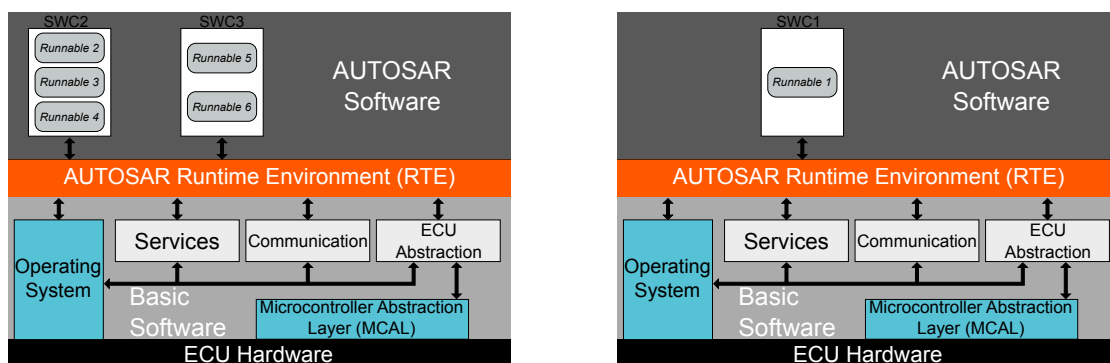 SWC2
SWC3
Runnable 2
Runnable 3
Runnable 4
Runnable 5
Runnable 6
AUTOSAR
Software
AUTOSAR Runtime Environment (RTE)
Operating
System
Services
Communication
ECU
Abstraction
Basic
Software
Microcontroller Abstraction
Layer (MCAL)
ECU Hardware
SWC1
Runnable 1
AUTOSAR
Software
AUTOSAR Runtime Environment (RTE)
Operating
System
Services
Communication
ECU
Abstraction
Basic
Software
Microcontroller Abstraction
Layer (MCAL)
ECU Hardware